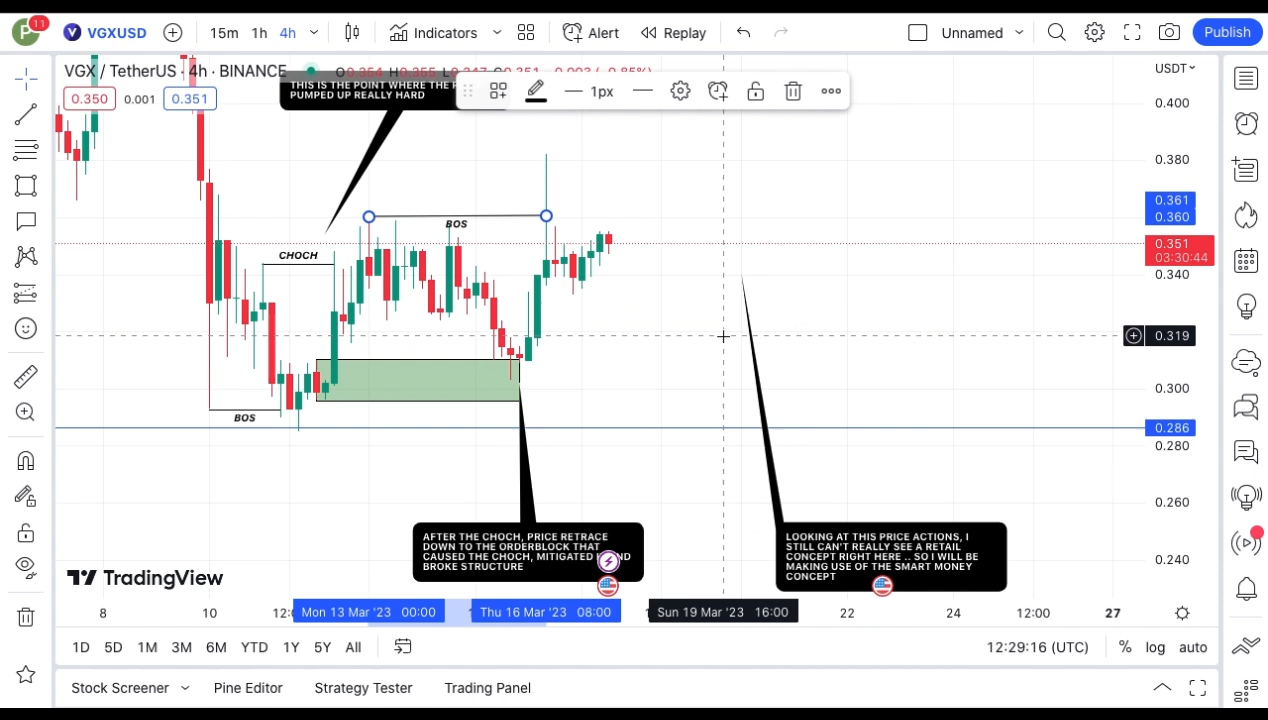 P 11 VGXUSD 15m 1h 4h Indicators Alert Replay Unnamed Publish
VGX / TetherUS · 4h · BINANCE
USDT
0.350 0.001 0.351
1px
THIS IS THE POINT WHERE THE
PUMPED UP REALLY HARD
0.400
0.380
0.361
0.360
BOS
0.351
03:30:44
CHOCH
0.340
0.319
0.300
BOS
0.286
0.280
0.260
AFTER THE CHOCH, PRICE RETRACE
DOWN TO THE ORDERBLOCK THAT
CAUSED THE CHOCH, MITIGATED
BROKE STRUCTURE
LOOKING AT THIS PRICE ACTIONS, I
STILL CAN'T REALLY SEE A RETAIL
CONCEPT RIGHT HERE .. SO I WILL BE
MAKING USE OF THE SMART MONEY
CONCEPT
0.240
TradingView
8 10 Mon 13 Mar '23 00:00 Thu 16 Mar '23 08:00 Sun 19 Mar '23 16:00 22 24 12:00 27
1D 5D 1M 3M 6M YTD 1Y 5Y All 12:29:16 (UTC) % log auto
Stock Screener Pine Editor Strategy Tester Trading Panel